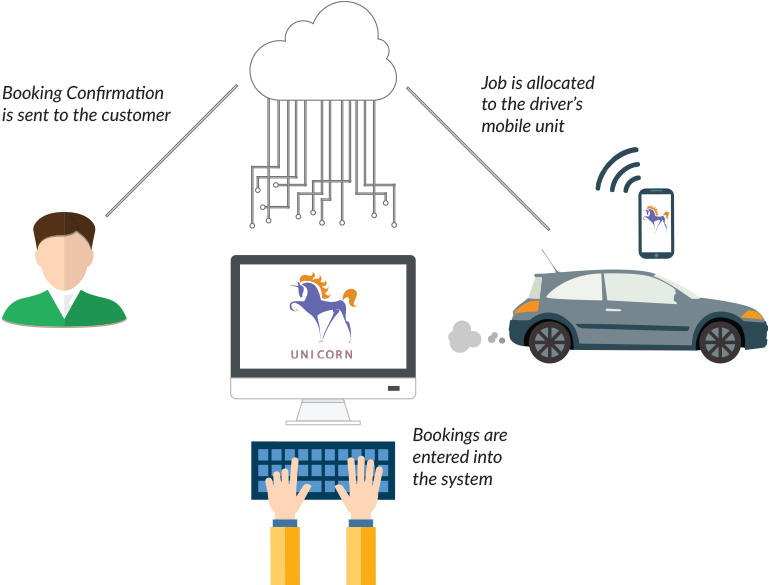 Booking Confirmation
is sent to the customer
Job is allocated
to the driver's
mobile unit
UNICORN
Bookings are
entered into
the system